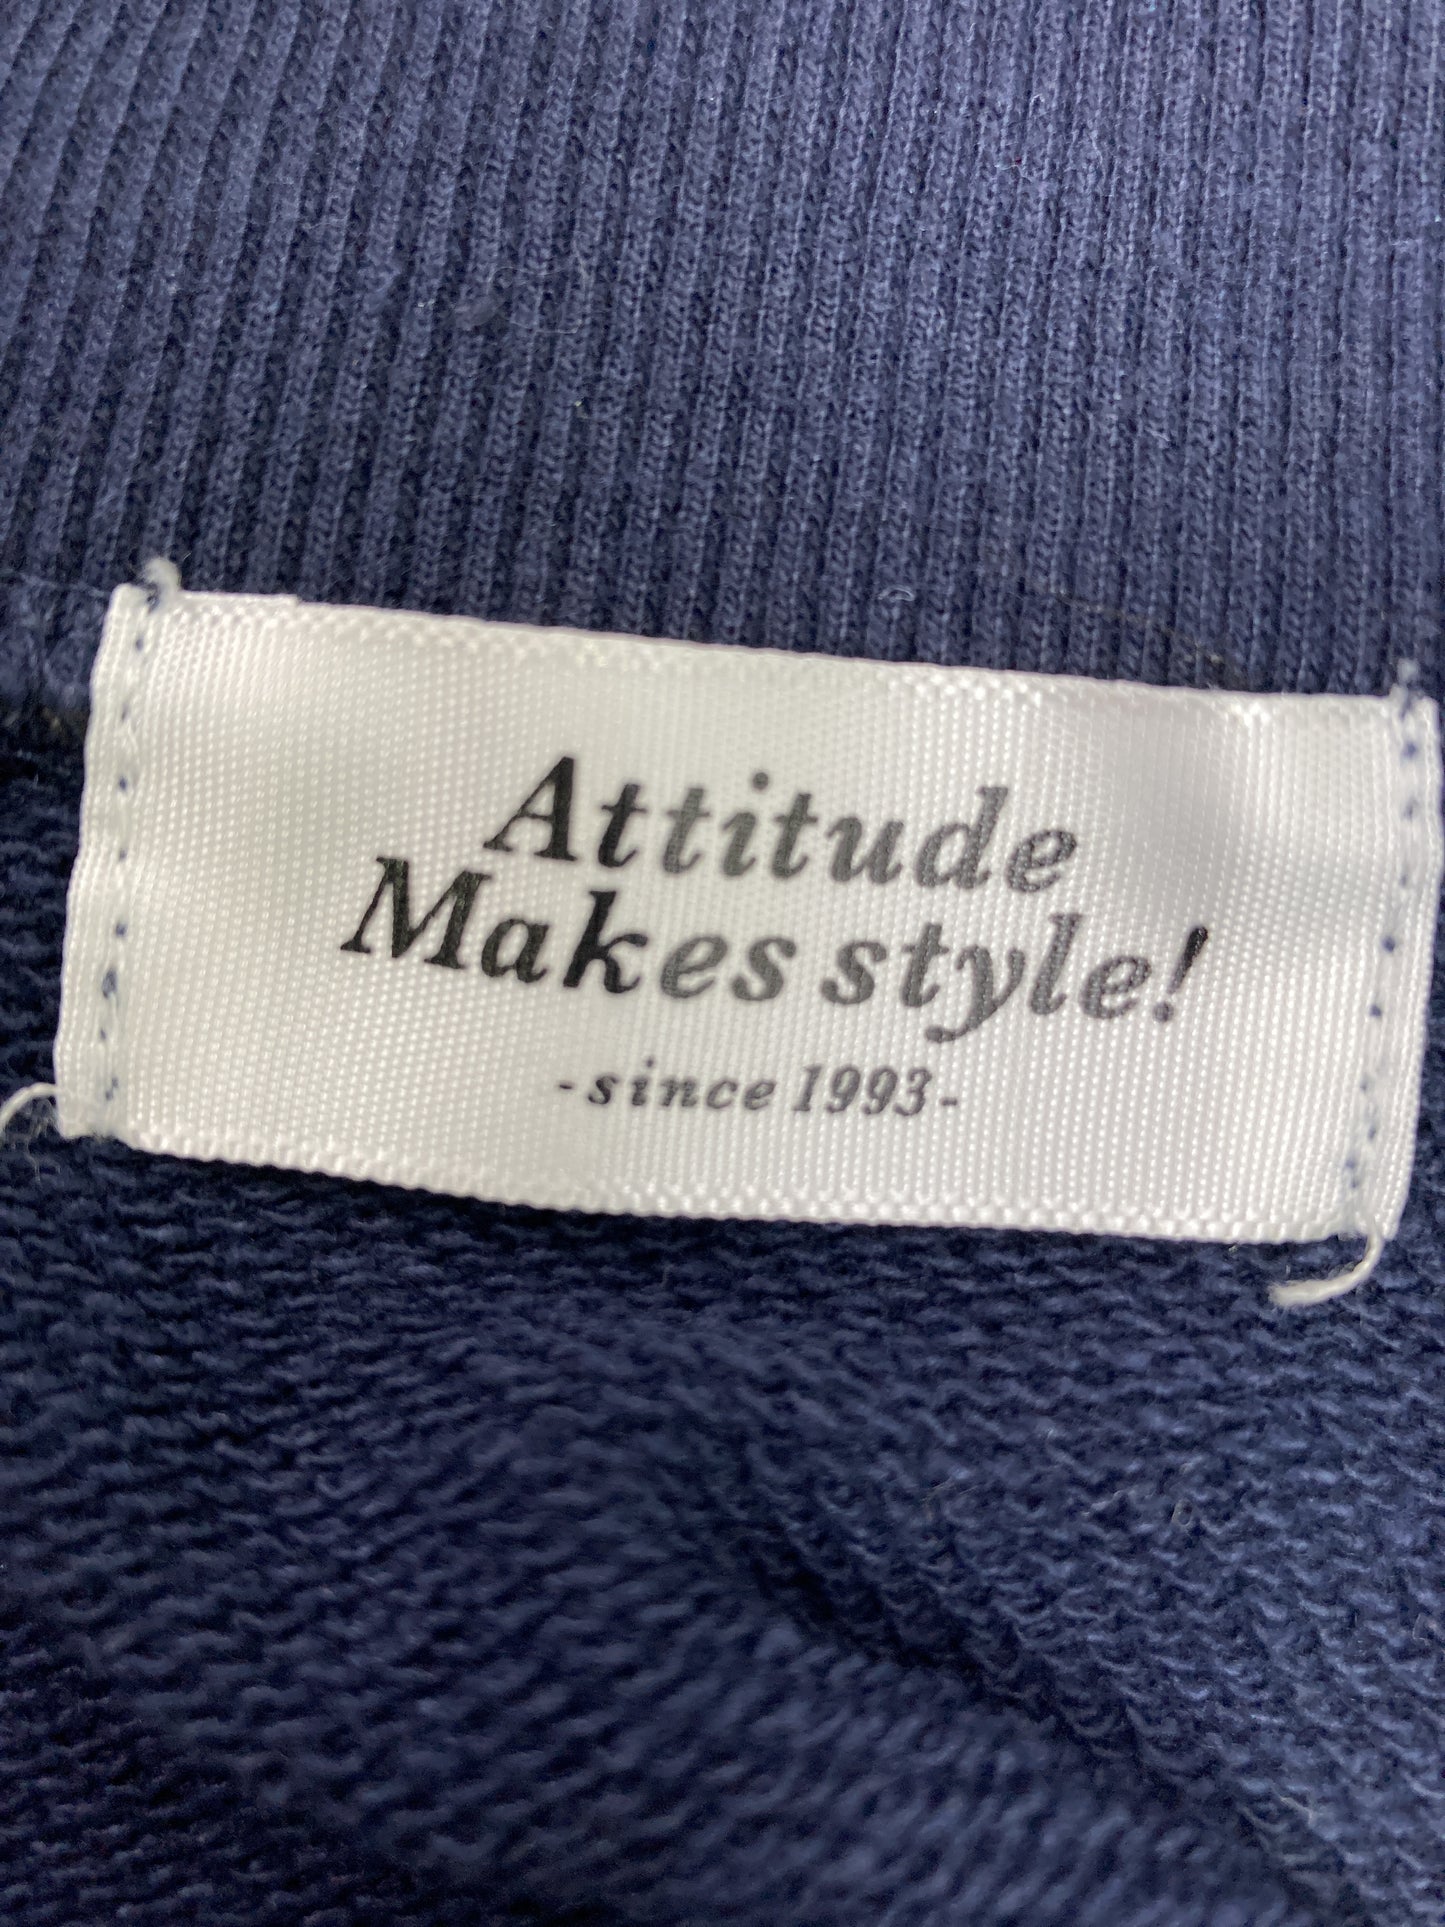 Attitude
Makes style!
-since 1993-